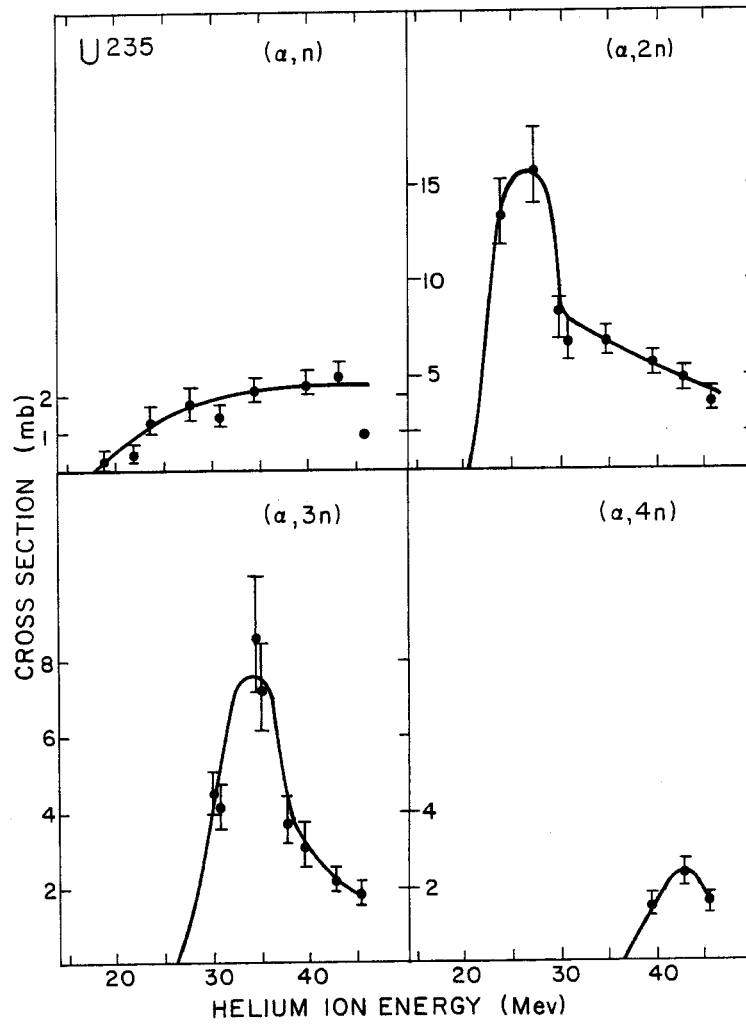 U235 (α,n)
(α,2n)
15
10
5
2
1
(α,3n)
(α,4n)
8
6
4
2
4
2
CROSS SECTION (mb)
20 30 40 20 30 40
HELIUM ION ENERGY (Mev)